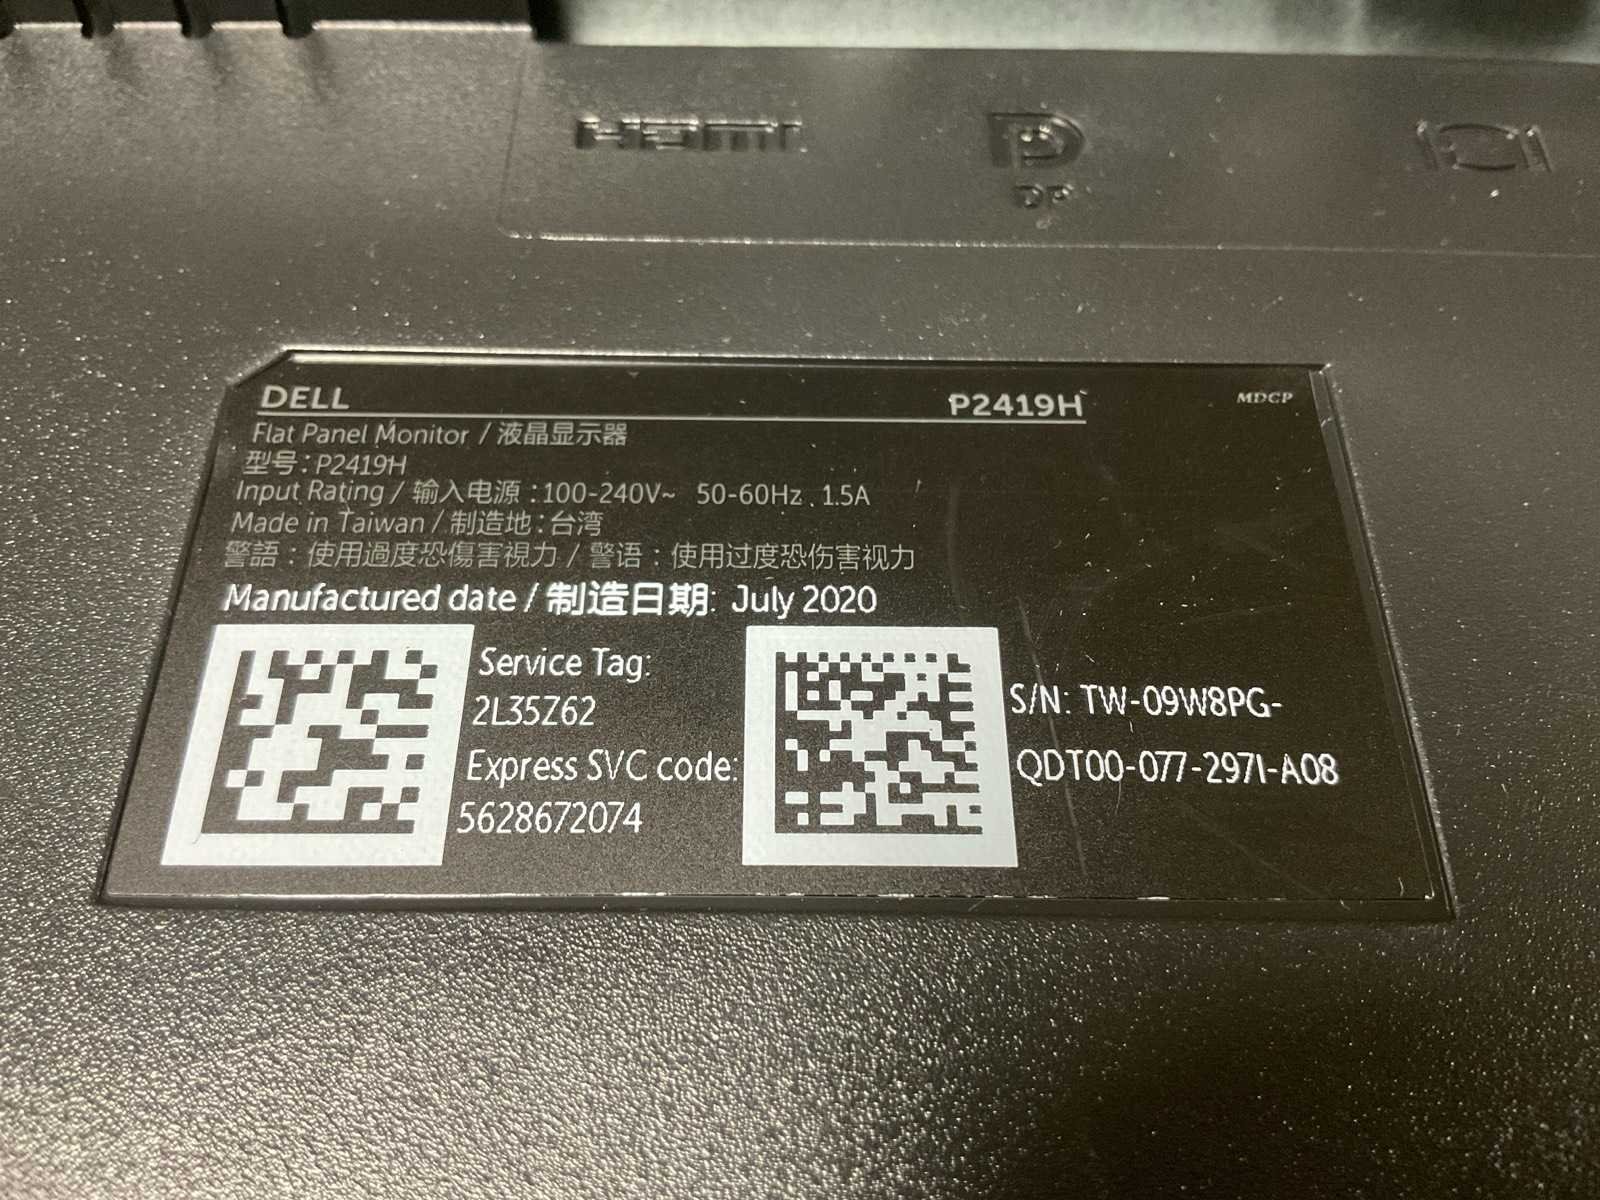 HDMI
DP
DELL P2419H MDCP
Flat Panel Monitor / 液晶显示器
型号: P2419H
Input Rating / 输入电源 : 100-240V~ 50-60Hz , 1.5A
Made in Taiwan / 制造地: 台湾
警語 : 使用過度恐傷害視力 / 警语 : 使用过度恐伤害视力
Manufactured date / 制造日期: July 2020
Service Tag:
2L35Z62
Express SVC code:
5628672074
S/N: TW-09W8PG-
QDT00-077-297I-A08